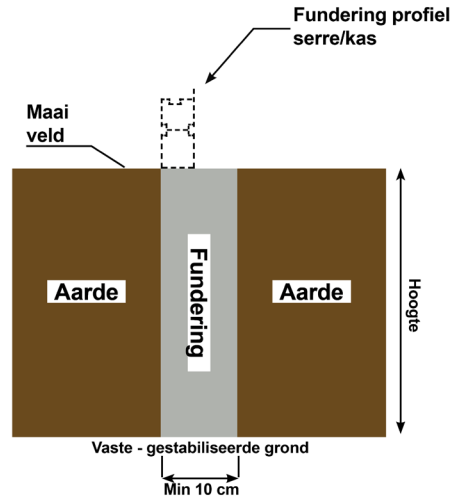 Fundering profiel
serre/kas
Maai
veld
Aarde
Fundering
Aarde
Hoogte
Vaste - gestabiliseerde grond
Min 10 cm